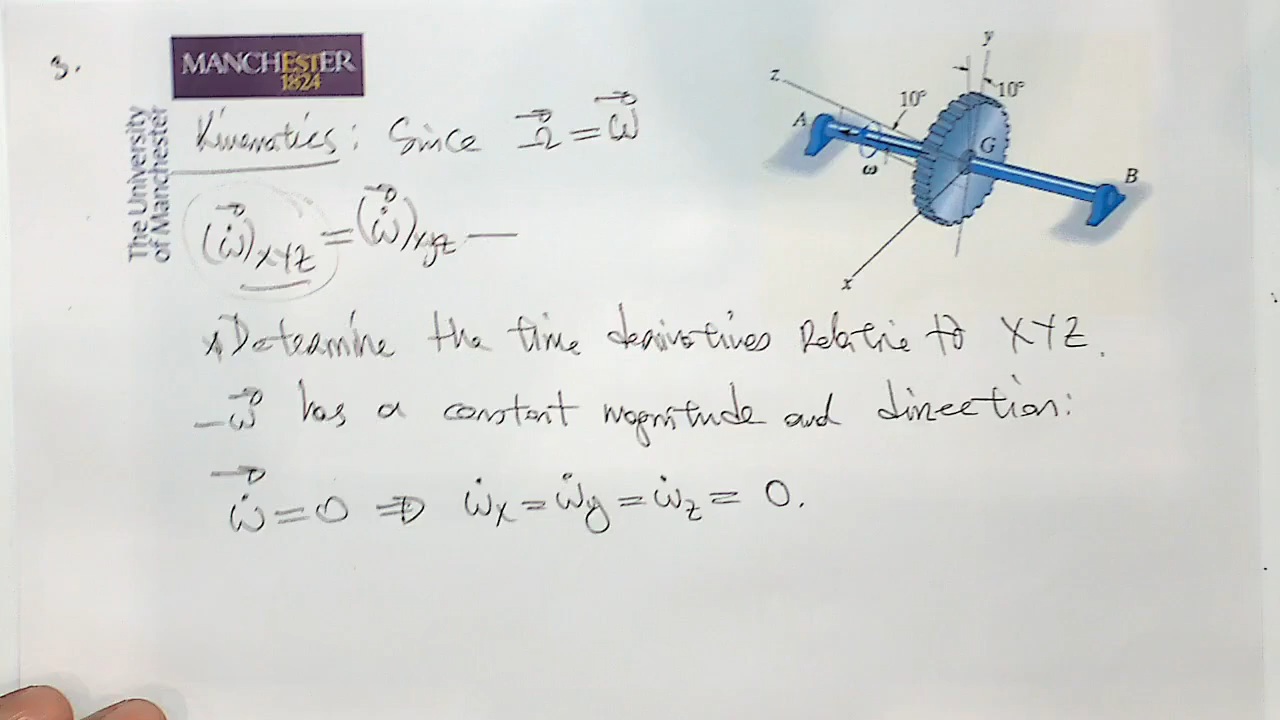 3.
MANCHESTER
1824
The University
of Manchester
Kinematics: Since Ω⃗ = ω⃗
(ω̇⃗)XYZ = (ω̇⃗)xyz —
Determine the time derivatives Relative to XYZ.
– ω⃗ has a constant magnitude and direction:
ω̇⃗ = 0 ⇒ ω̇x = ω̇y = ω̇z = 0.
y
z
10°
10°
A
G
ω
B
x